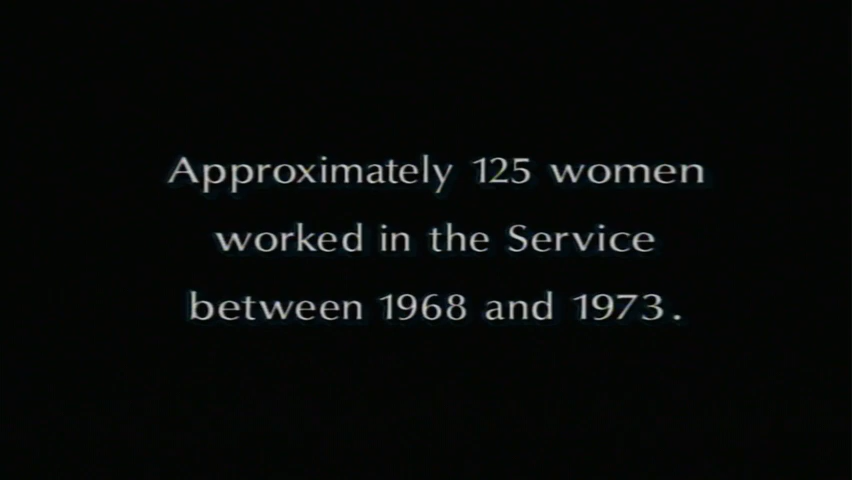 Approximately 125 women
worked in the Service
between 1968 and 1973.